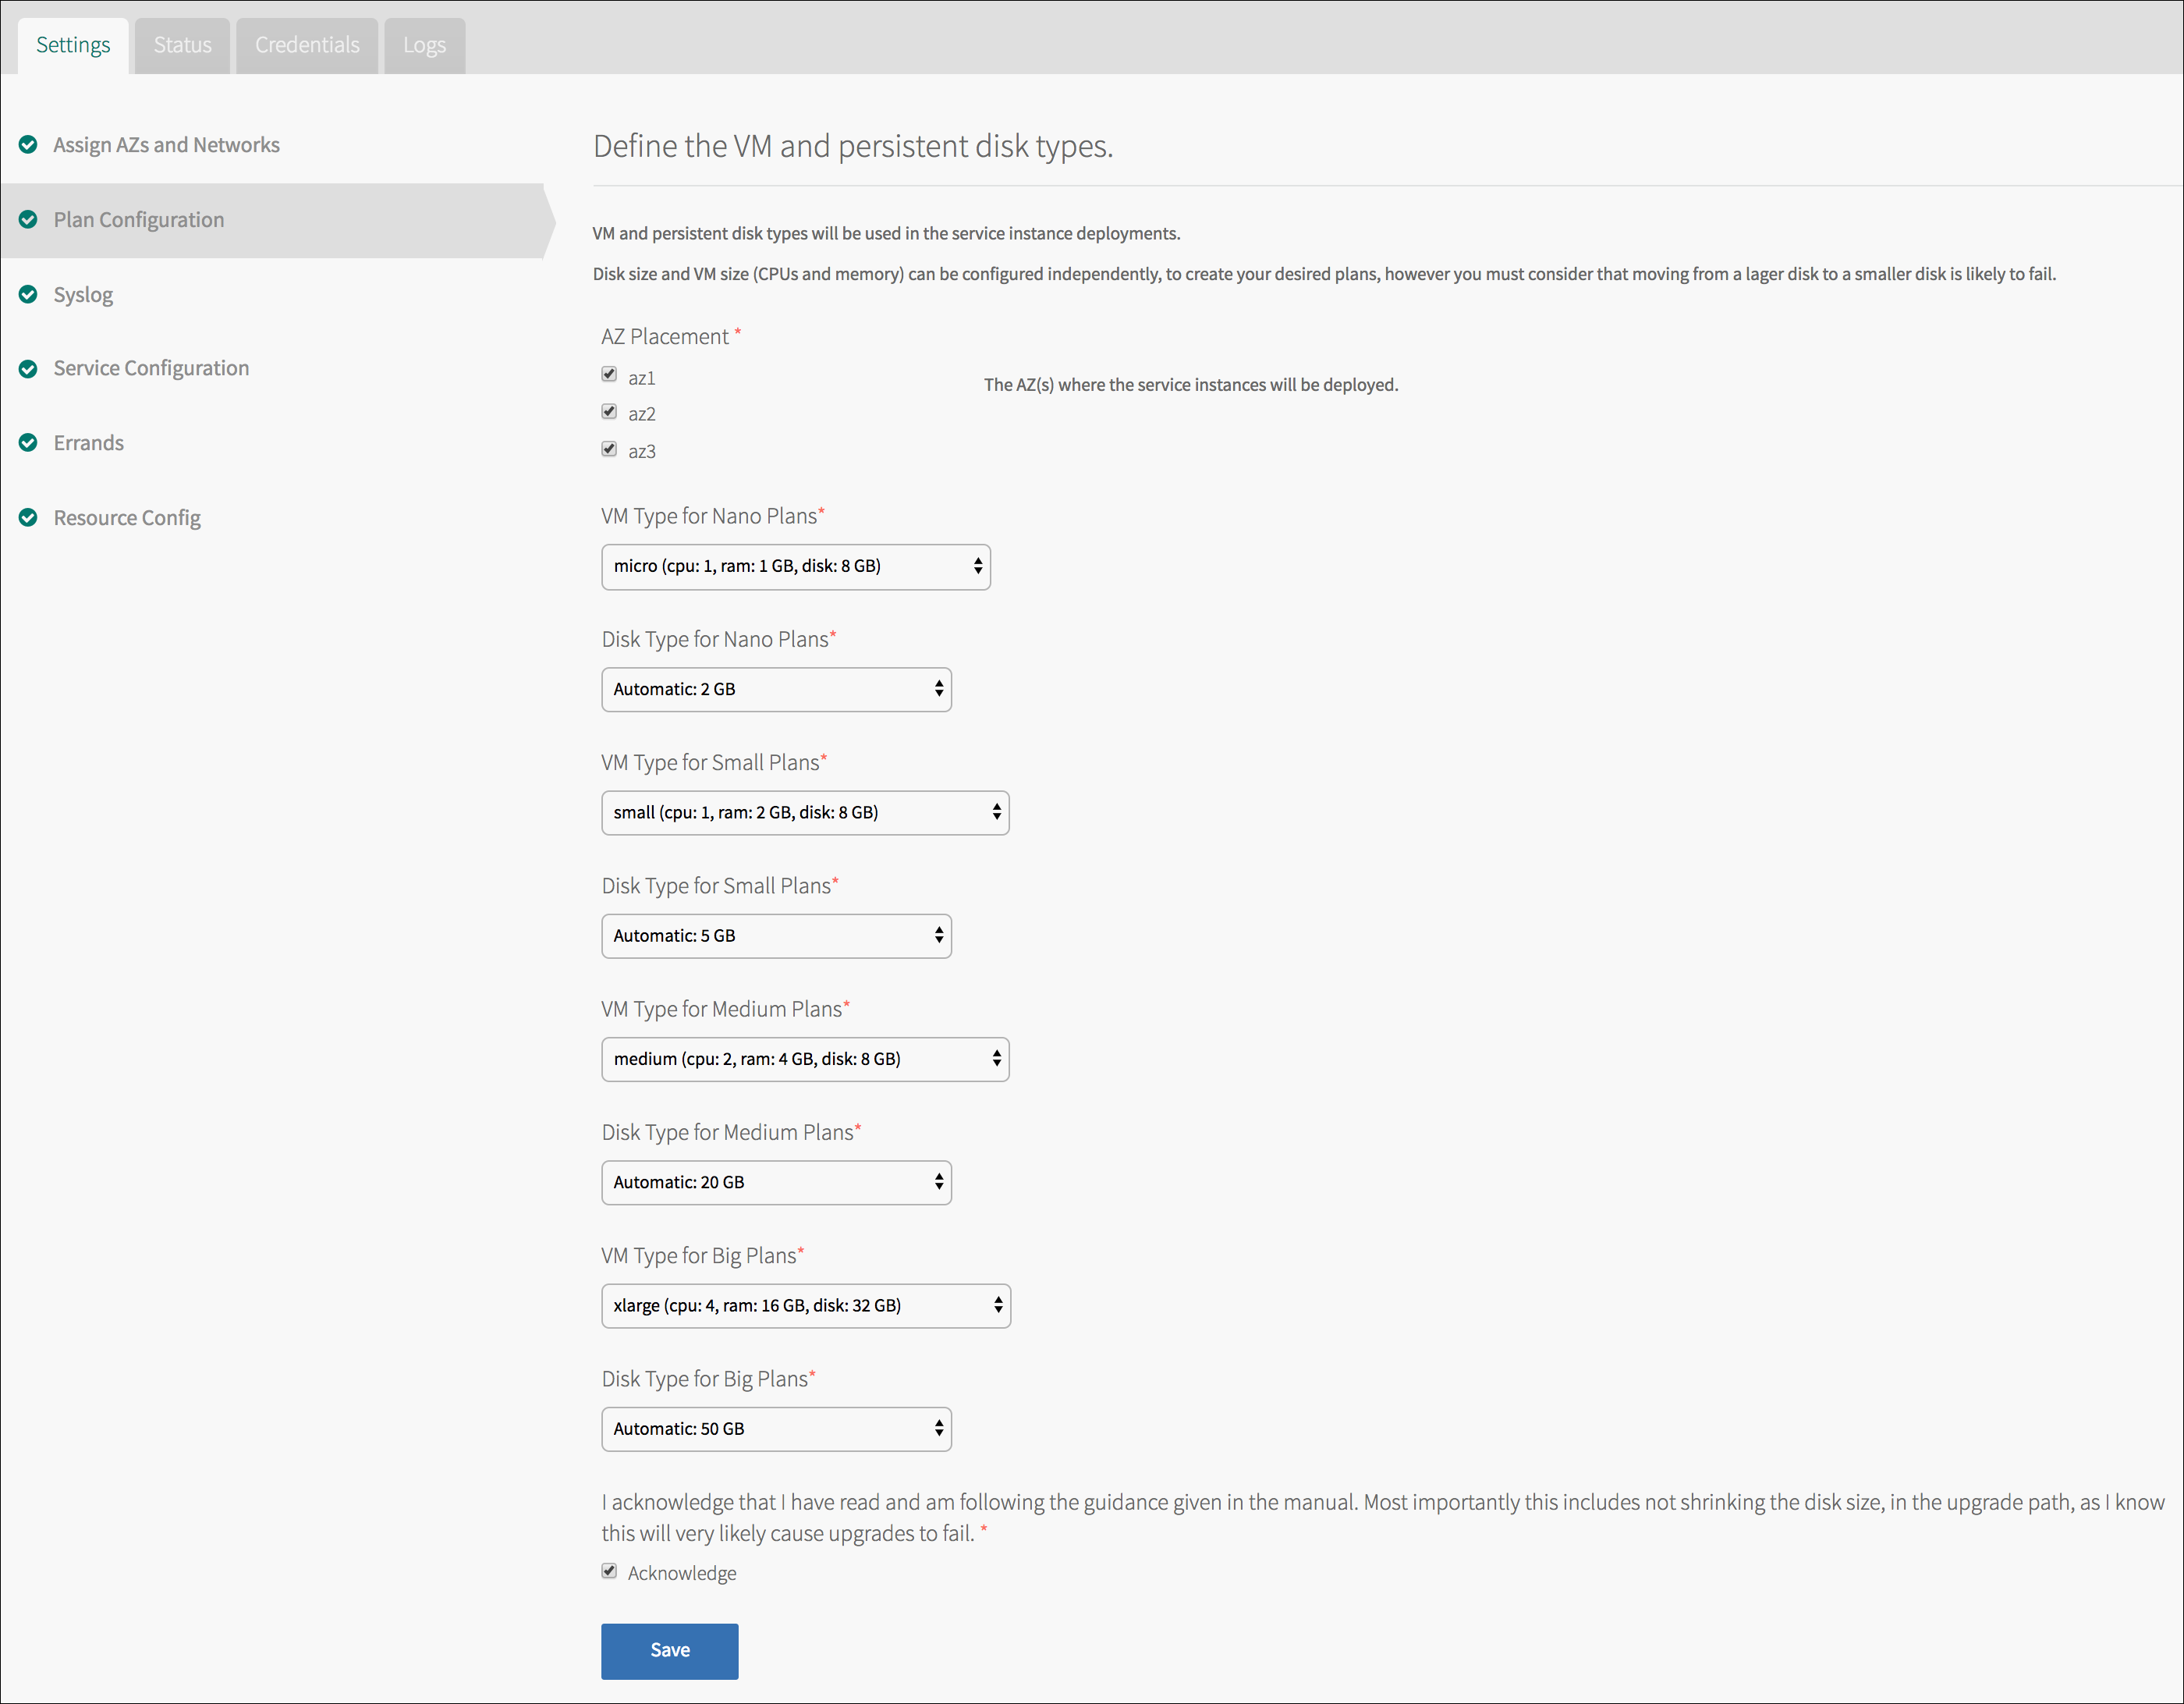 Settings
Status
Credentials
Logs
Assign AZs and Networks
Plan Configuration
Syslog
Service Configuration
Errands
Resource Config
Define the VM and persistent disk types.
VM and persistent disk types will be used in the service instance deployments.
Disk size and VM size (CPUs and memory) can be configured independently, to create your desired plans, however you must consider that moving from a lager disk to a smaller disk is likely to fail.
AZ Placement *
az1
The AZ(s) where the service instances will be deployed.
az2
az3
VM Type for Nano Plans*
micro (cpu: 1, ram: 1 GB, disk: 8 GB)
Disk Type for Nano Plans*
Automatic: 2 GB
VM Type for Small Plans*
small (cpu: 1, ram: 2 GB, disk: 8 GB)
Disk Type for Small Plans*
Automatic: 5 GB
VM Type for Medium Plans*
medium (cpu: 2, ram: 4 GB, disk: 8 GB)
Disk Type for Medium Plans*
Automatic: 20 GB
VM Type for Big Plans*
xlarge (cpu: 4, ram: 16 GB, disk: 32 GB)
Disk Type for Big Plans*
Automatic: 50 GB
I acknowledge that I have read and am following the guidance given in the manual. Most importantly this includes not shrinking the disk size, in the upgrade path, as I know
this will very likely cause upgrades to fail. *
Acknowledge
Save